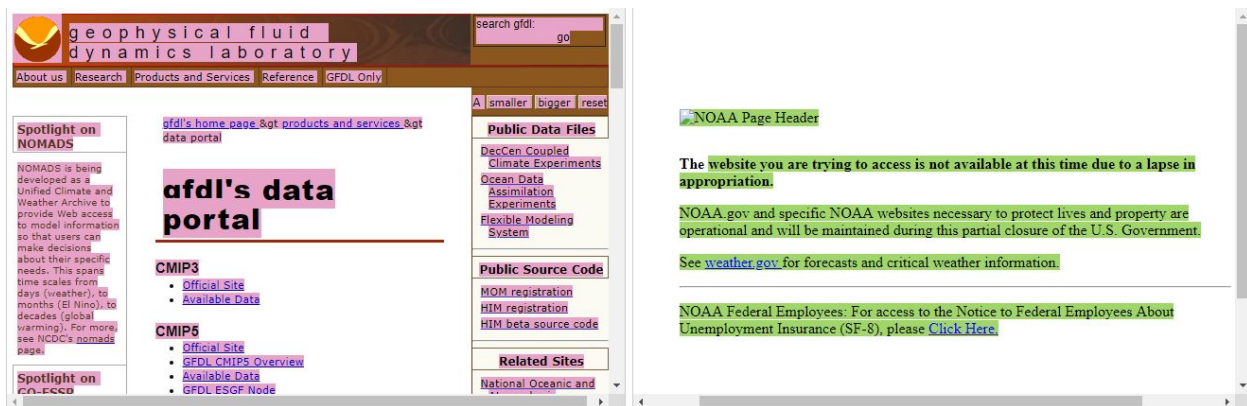 geophysical fluid
dynamics laboratory
search gfdl:
go
About us Research Products and Services Reference GFDL Only
A smaller bigger reset
Spotlight on
NOMADS
NOMADS is being
developed as a
Unified Climate and
Weather Archive to
provide Web access
to model information
so that users can
make decisions
about their specific
needs. This spans
time scales from
days (weather), to
months (El Nino), to
decades (global
warming). For more,
see NCDC's nomads
page.
Spotlight on
GO-ESSP
gfdl's home page &gt products and services &gt
data portal
gfdl's data
portal
CMIP3
• Official Site
• Available Data
CMIP5
• Official Site
• GFDL CMIP5 Overview
• Available Data
• GFDL ESGF Node
Public Data Files
DecCen Coupled
Climate Experiments
Ocean Data
Assimilation
Experiments
Flexible Modeling
System
Public Source Code
MOM registration
HIM registration
HIM beta source code
Related Sites
National Oceanic and
NOAA Page Header
The website you are trying to access is not available at this time due to a lapse in
appropriation.
NOAA.gov and specific NOAA websites necessary to protect lives and property are
operational and will be maintained during this partial closure of the U.S. Government.
See weather.gov for forecasts and critical weather information.
NOAA Federal Employees: For access to the Notice to Federal Employees About
Unemployment Insurance (SF-8), please Click Here.